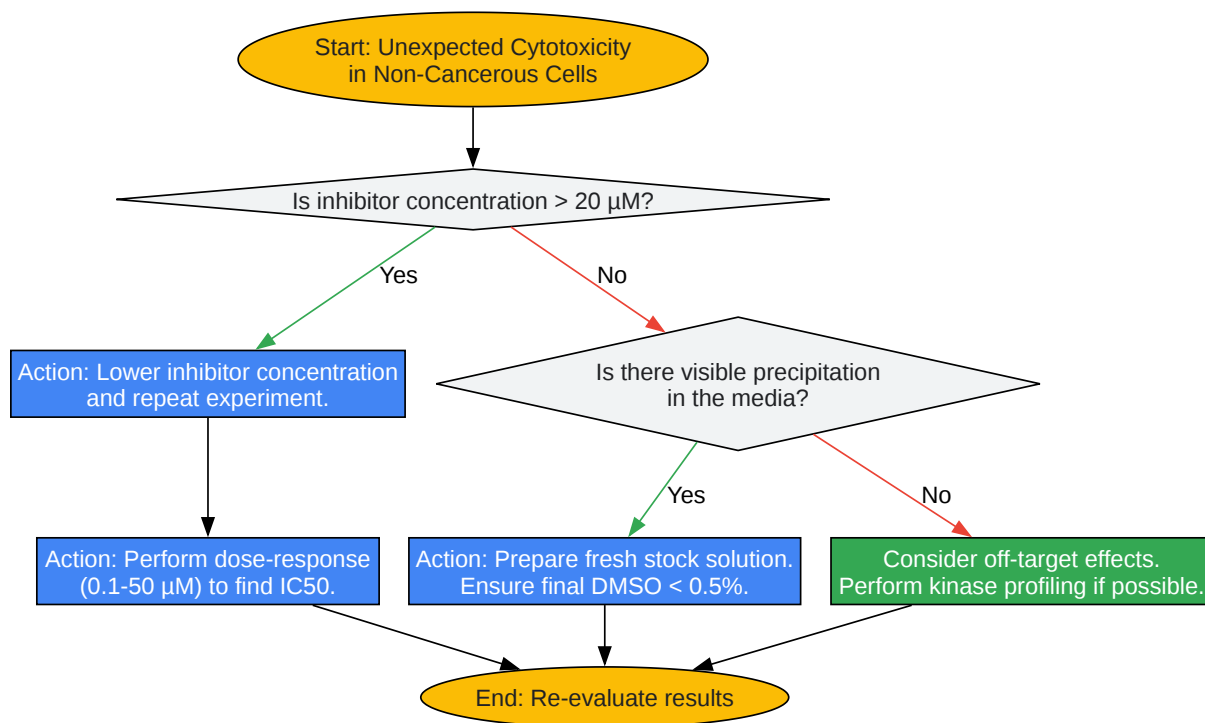 Start: Unexpected Cytotoxicity
in Non-Cancerous Cells
Is inhibitor concentration > 20 µM?
Yes
No
Action: Lower inhibitor concentration
and repeat experiment.
Is there visible precipitation
in the media?
Yes
No
Action: Perform dose-response
(0.1-50 µM) to find IC50.
Action: Prepare fresh stock solution.
Ensure final DMSO < 0.5%.
Consider off-target effects.
Perform kinase profiling if possible.
End: Re-evaluate results